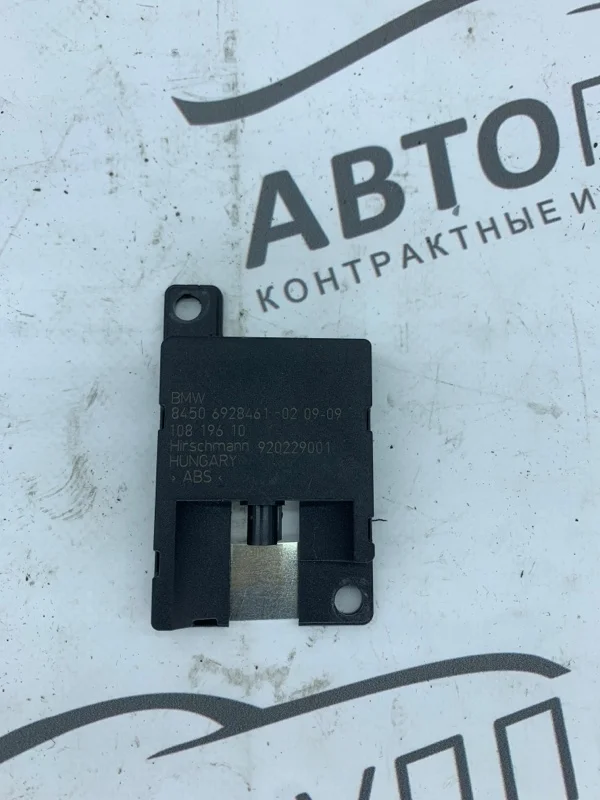 АВТО
КОНТРАКТНЫЕ И
BMW
8450 6928461 -02 09-09
108 196 10
Hirschmann 920229001
HUNGARY
> ABS <